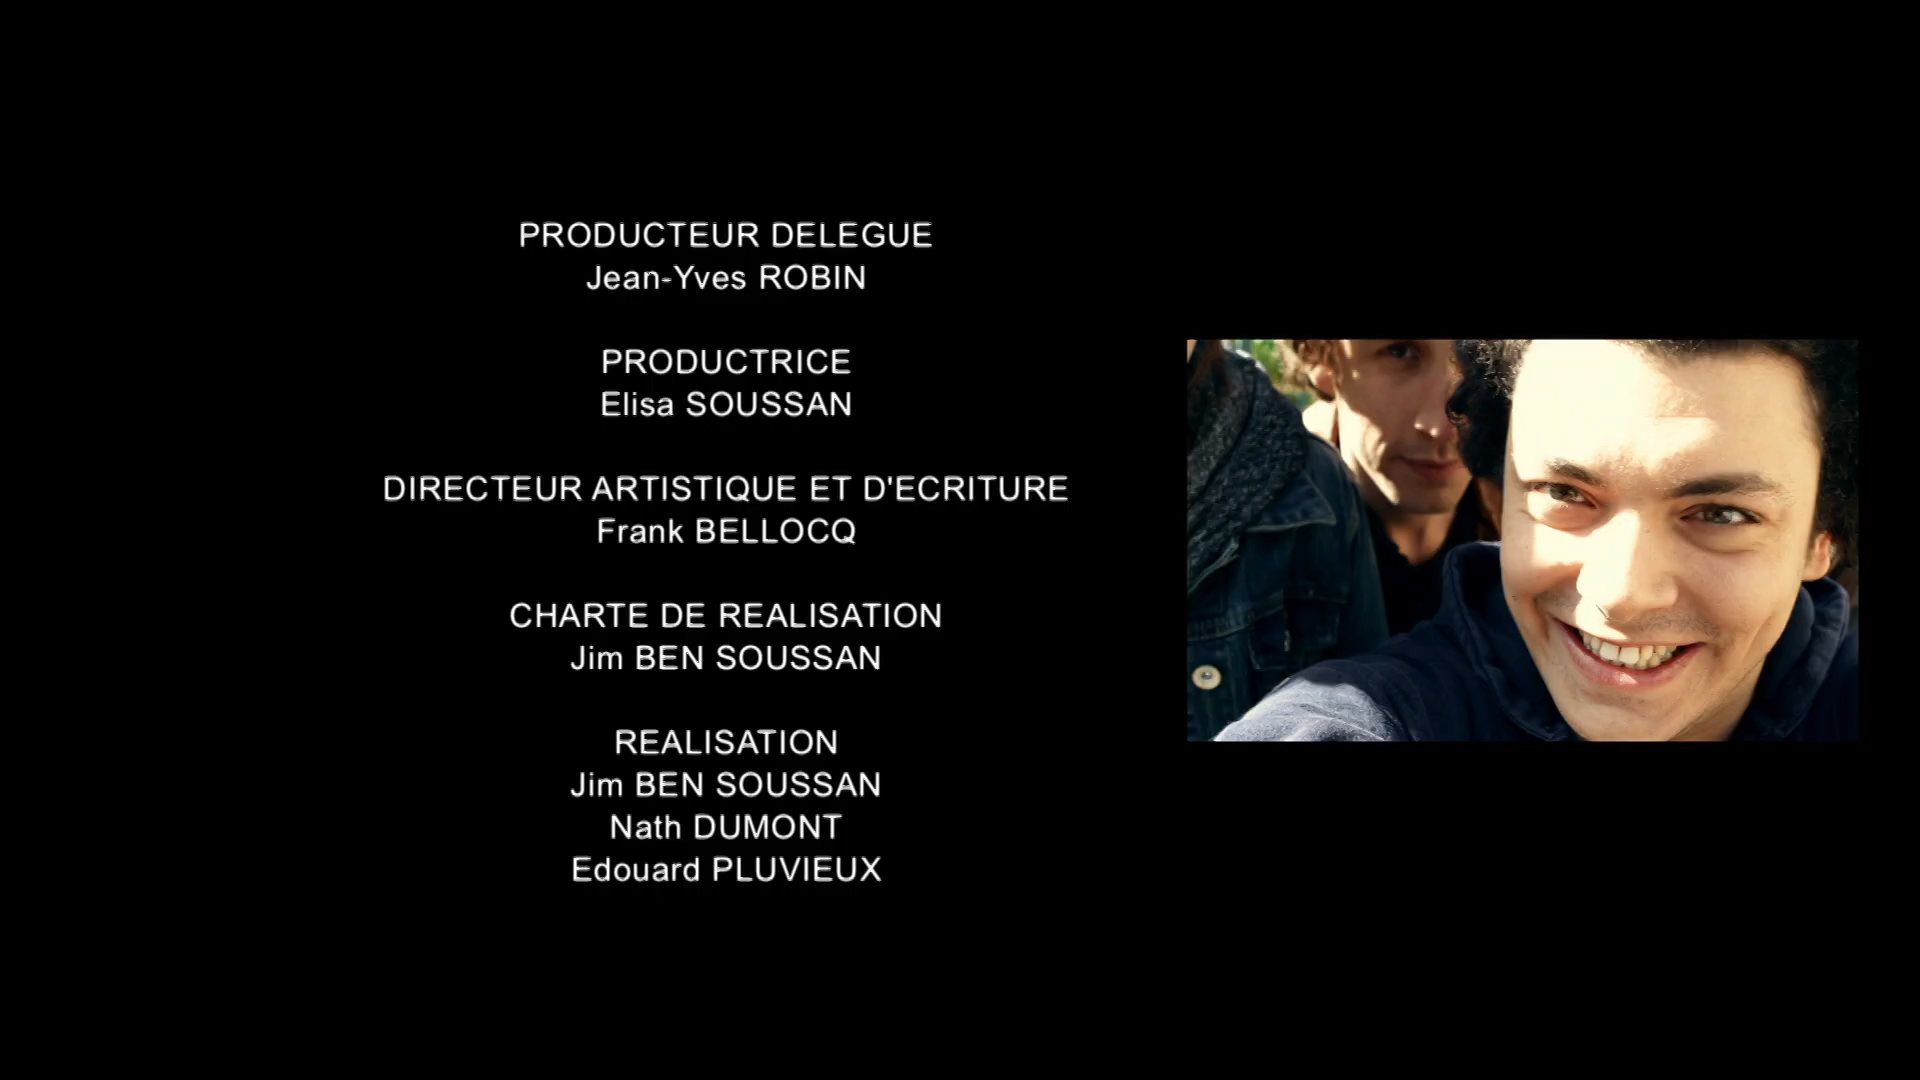 PRODUCTEUR DELEGUE
Jean-Yves ROBIN
PRODUCTRICE
Elisa SOUSSAN
DIRECTEUR ARTISTIQUE ET D'ECRITURE
Frank BELLOCQ
CHARTE DE REALISATION
Jim BEN SOUSSAN
REALISATION
Jim BEN SOUSSAN
Nath DUMONT
Edouard PLUVIEUX